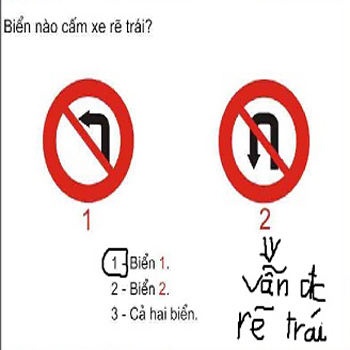 Biển nào cấm xe rẽ trái?
1 2
1 - Biển 1.
2 - Biển 2.
3 - Cả hai biển.
vẫn đc
rẽ trái